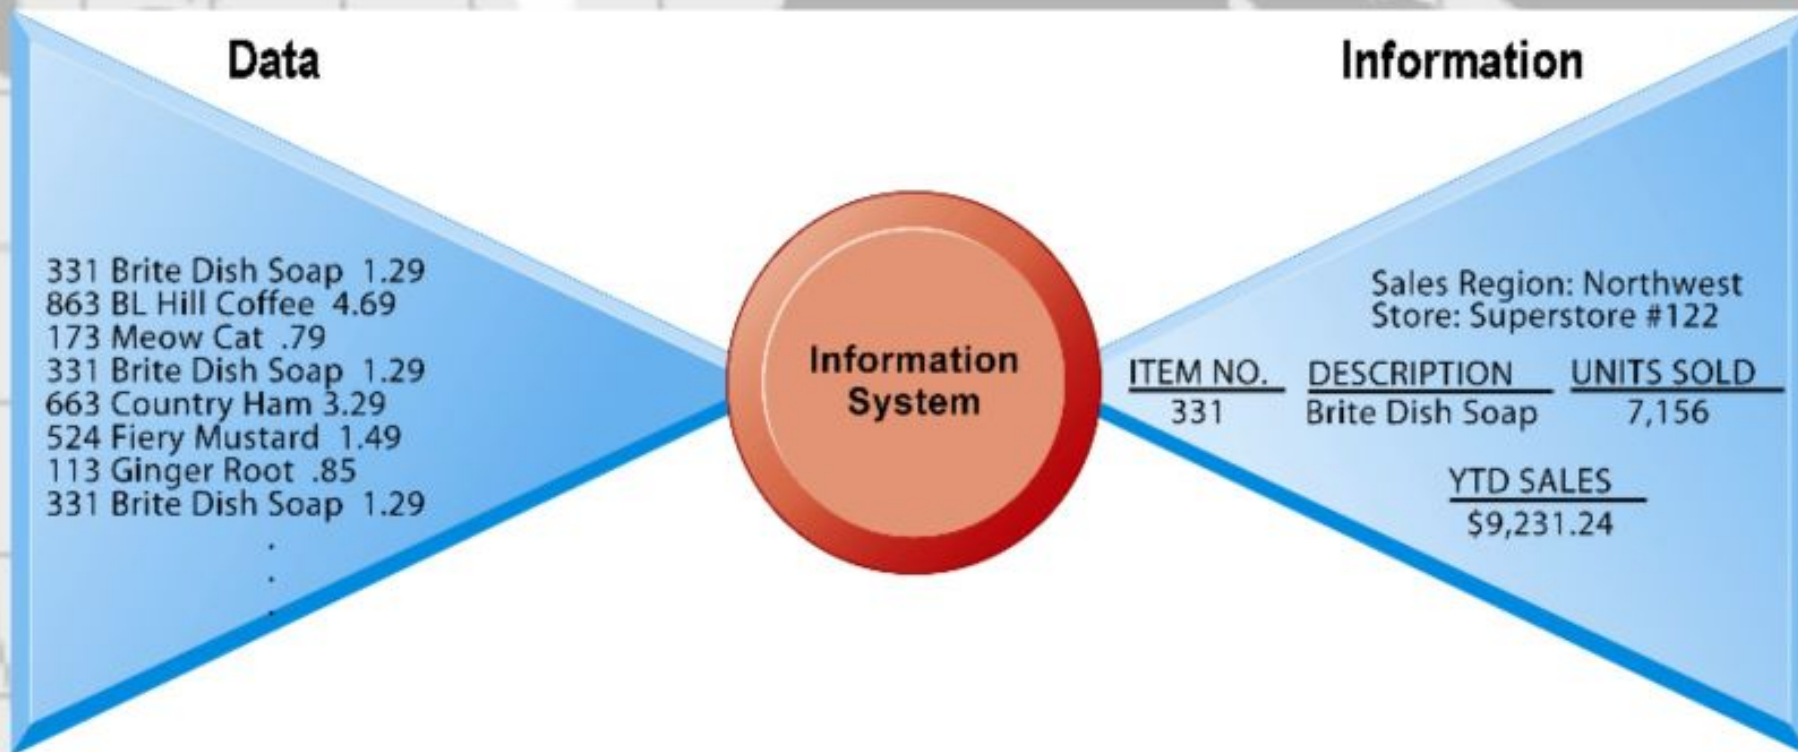 Data
331 Brite Dish Soap 1.29
863 BL Hill Coffee 4.69
173 Meow Cat .79
331 Brite Dish Soap 1.29
663 Country Ham 3.29
524 Fiery Mustard 1.49
113 Ginger Root .85
331 Brite Dish Soap 1.29
.
.
.
Information
System
Information
Sales Region: Northwest
Store: Superstore #122
ITEM NO. DESCRIPTION UNITS SOLD
331 Brite Dish Soap 7,156
YTD SALES
$9,231.24